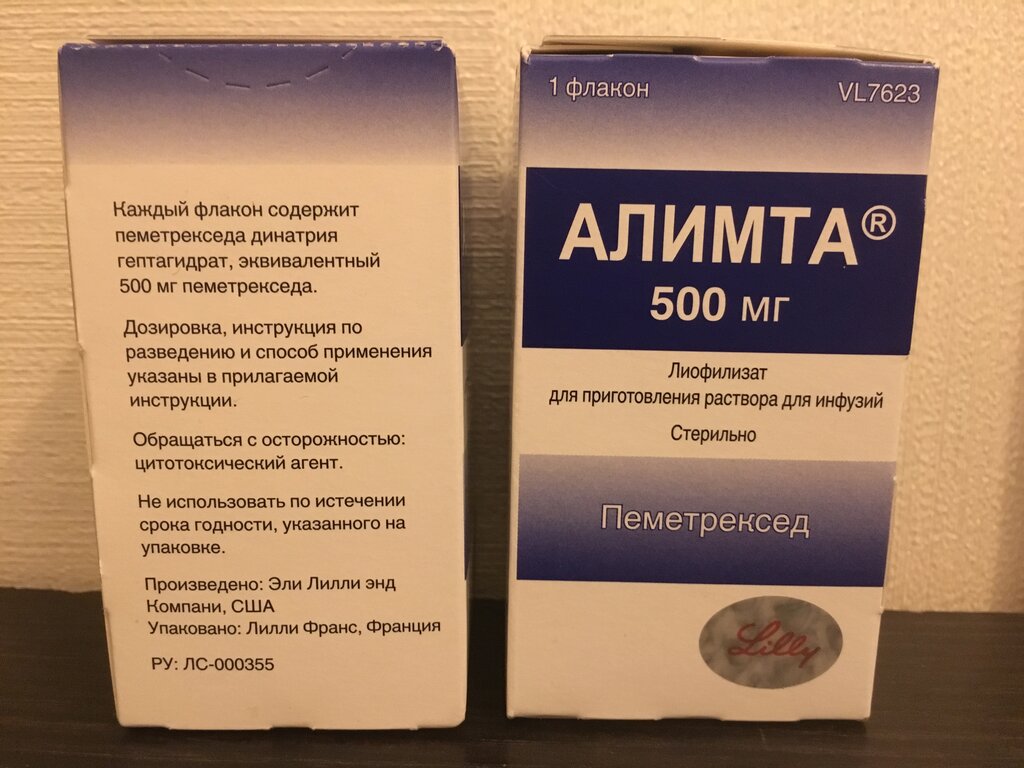 Каждый флакон содержит
пеметрекседа динатрия
гептагидрат, эквивалентный
500 мг пеметрекседа.
Дозировка, инструкция по
разведению и способ применения
указаны в прилагаемой
инструкции.
Обращаться с осторожностью:
цитотоксический агент.
Не использовать по истечении
срока годности, указанного на
упаковке.
Произведено: Эли Лилли энд
Компани, США
Упаковано: Лилли Франс, Франция
РУ: ЛС-000355
1 флакон VL7623
АЛИМТА®
500 мг
Лиофилизат
для приготовления раствора для инфузий
Стерильно
Пеметрексед
Lilly